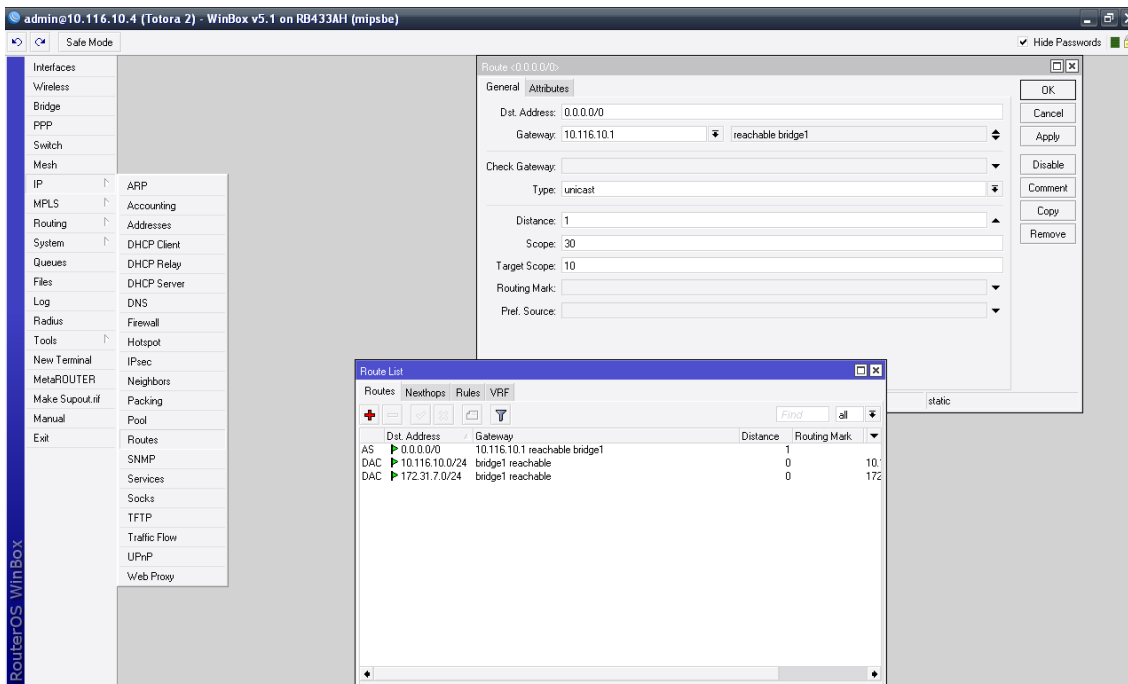 admin@10.116.10.4 (Totora 2) - WinBox v5.1 on RB433AH (mipsbe)
Safe Mode
Hide Passwords
RouterOS WinBox
Interfaces
Wireless
Bridge
PPP
Switch
Mesh
IP
MPLS
Routing
System
Queues
Files
Log
Radius
Tools
New Terminal
MetaROUTER
Make Supout.rif
Manual
Exit
ARP
Accounting
Addresses
DHCP Client
DHCP Relay
DHCP Server
DNS
Firewall
Hotspot
IPsec
Neighbors
Packing
Pool
Routes
SNMP
Services
Socks
TFTP
Traffic Flow
UPnP
Web Proxy
Route <0.0.0.0/0>
General Attributes
Dst. Address: 0.0.0.0/0
Gateway: 10.116.10.1 reachable bridge1
Check Gateway:
Type: unicast
Distance: 1
Scope: 30
Target Scope: 10
Routing Mark:
Pref. Source:
OK
Cancel
Apply
Disable
Comment
Copy
Remove
static
Route List
Routes Nexthops Rules VRF
Find all
Dst. Address Gateway Distance Routing Mark
AS 0.0.0.0/0 10.116.10.1 reachable bridge1 1
DAC 10.116.10.0/24 bridge1 reachable 0 10.
DAC 172.31.7.0/24 bridge1 reachable 0 172